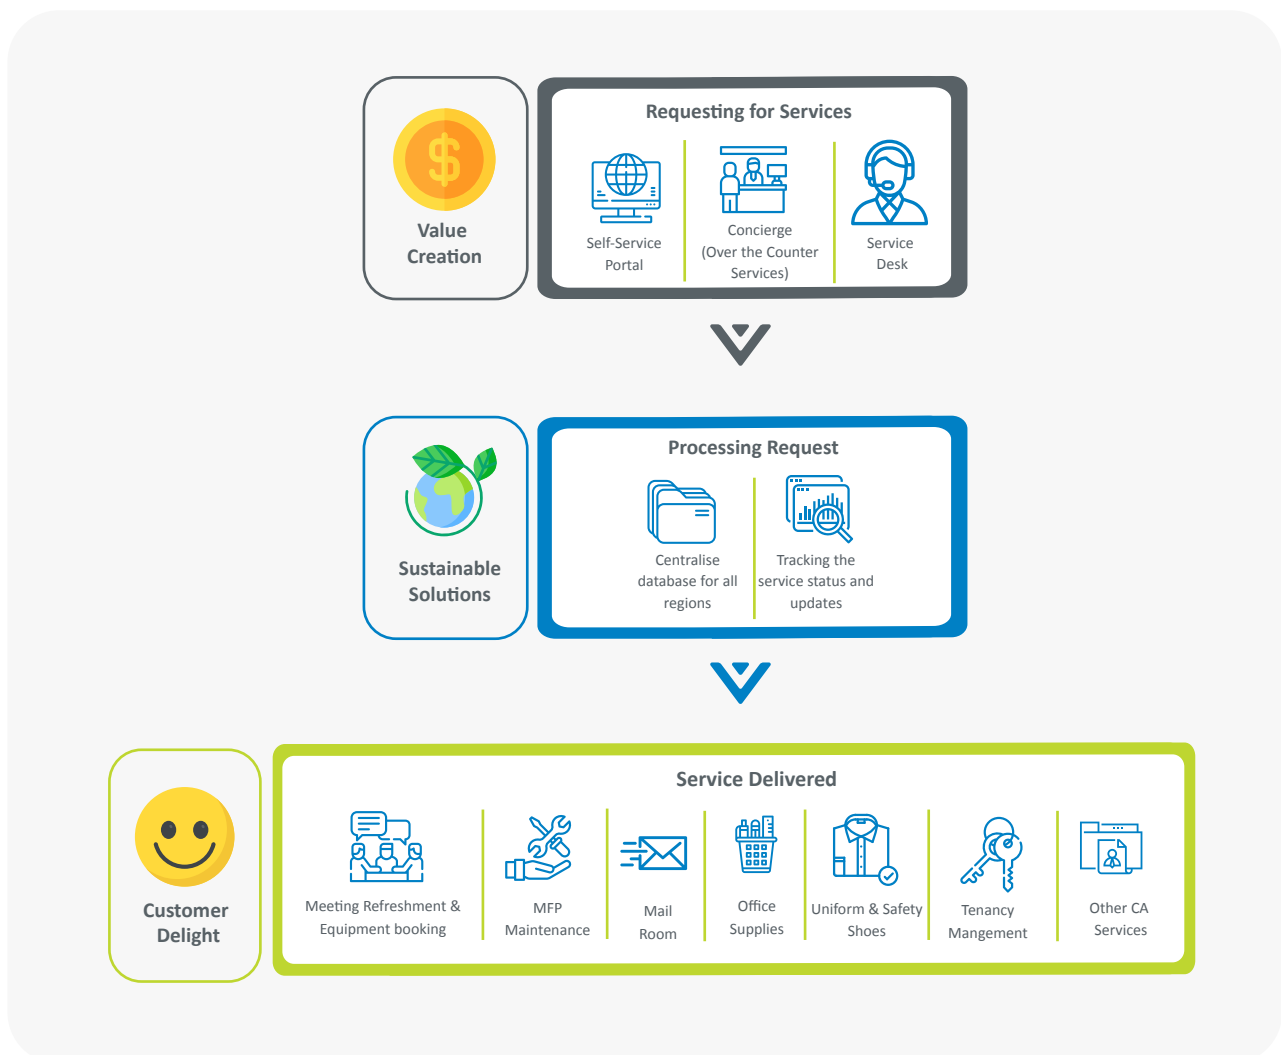 Value
Creation
Requesting for Services
Self-Service
Portal
Concierge
(Over the Counter
Services)
Service
Desk
Sustainable
Solutions
Processing Request
Centralise
database for all
regions
Tracking the
service status and
updates
Customer
Delight
Service Delivered
Meeting Refreshment &
Equipment booking
MFP
Maintenance
Mail
Room
Office
Supplies
Uniform & Safety
Shoes
Tenancy
Mangement
Other CA
Services